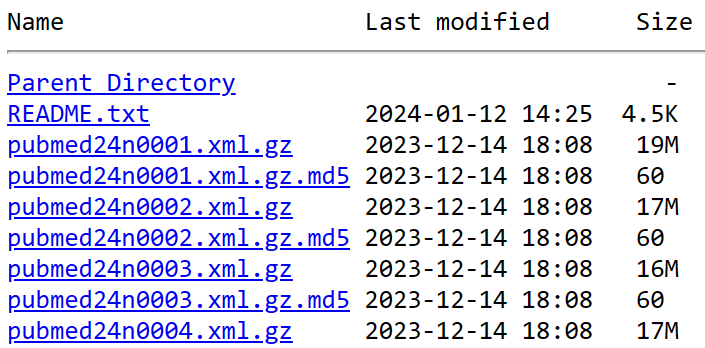 Name Last modified Size
Parent Directory -
README.txt 2024-01-12 14:25 4.5K
pubmed24n0001.xml.gz 2023-12-14 18:08 19M
pubmed24n0001.xml.gz.md5 2023-12-14 18:08 60
pubmed24n0002.xml.gz 2023-12-14 18:08 17M
pubmed24n0002.xml.gz.md5 2023-12-14 18:08 60
pubmed24n0003.xml.gz 2023-12-14 18:08 16M
pubmed24n0003.xml.gz.md5 2023-12-14 18:08 60
pubmed24n0004.xml.gz 2023-12-14 18:08 17M